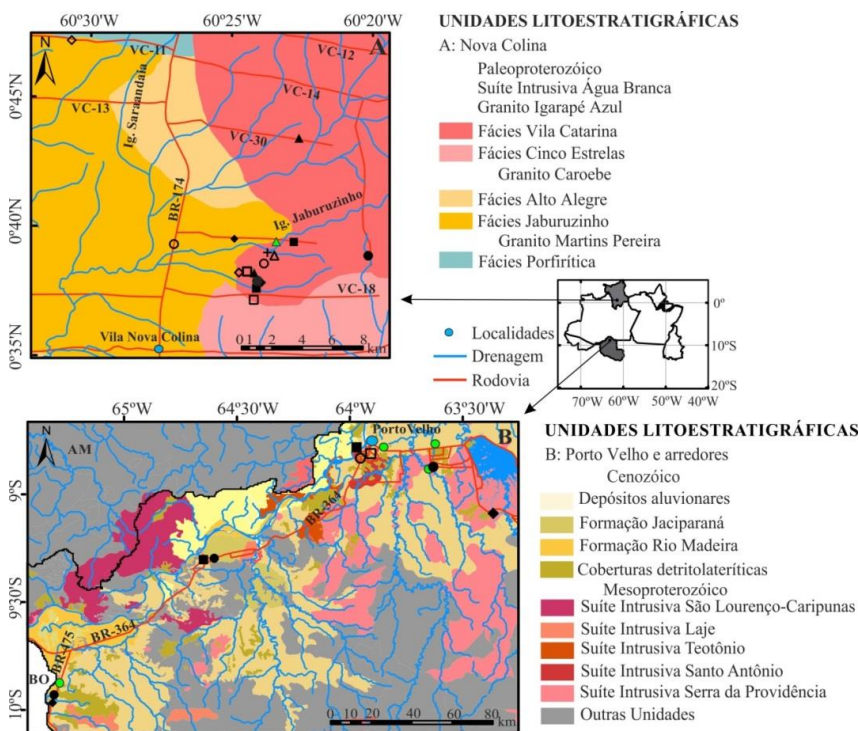 60°30'W 60°24'W 60°20'W
N
A
VC-11
VC-12
0°45'N
VC-14
VC-13
Ig. Saraandaia
VC-30
BR-174
0°40'N
Ig. Jaburuzinho
VC-18
Vila Nova Colina
0°35'N
0 1 2 4 6 8
km
UNIDADES LITOESTRATIGRÁFICAS
A: Nova Colina
Paleoproterozóico
Suíte Intrusiva Água Branca
Granito Igarapé Azul
Fácies Vila Catarina
Fácies Cinco Estrelas
Granito Caroebe
Fácies Alto Alegre
Fácies Jaburuzinho
Granito Martins Pereira
Fácies Porfirítica
Localidades
Drenagem
Rodovia
0°
10°S
20°S
70°W 60°W 50°W 40°W
65°W 64,5°W 64°W 63,5°W
N
AM
Porto Velho
B
9°S
BR-364
9°30'S
BR-364
BR-475
BO
10°S
0 10 20 40 60 80
km
UNIDADES LITOESTRATIGRÁFICAS
B: Porto Velho e arredores
Cenozóico
Depósitos aluvionares
Formação Jaciparaná
Formação Rio Madeira
Coberturas detritolateríticas
Mesoproterozóico
Suíte Intrusiva São Lourenço-Caripunas
Suíte Intrusiva Laje
Suíte Intrusiva Teotônio
Suíte Intrusiva Santo Antônio
Suíte Intrusiva Serra da Providência
Outras Unidades